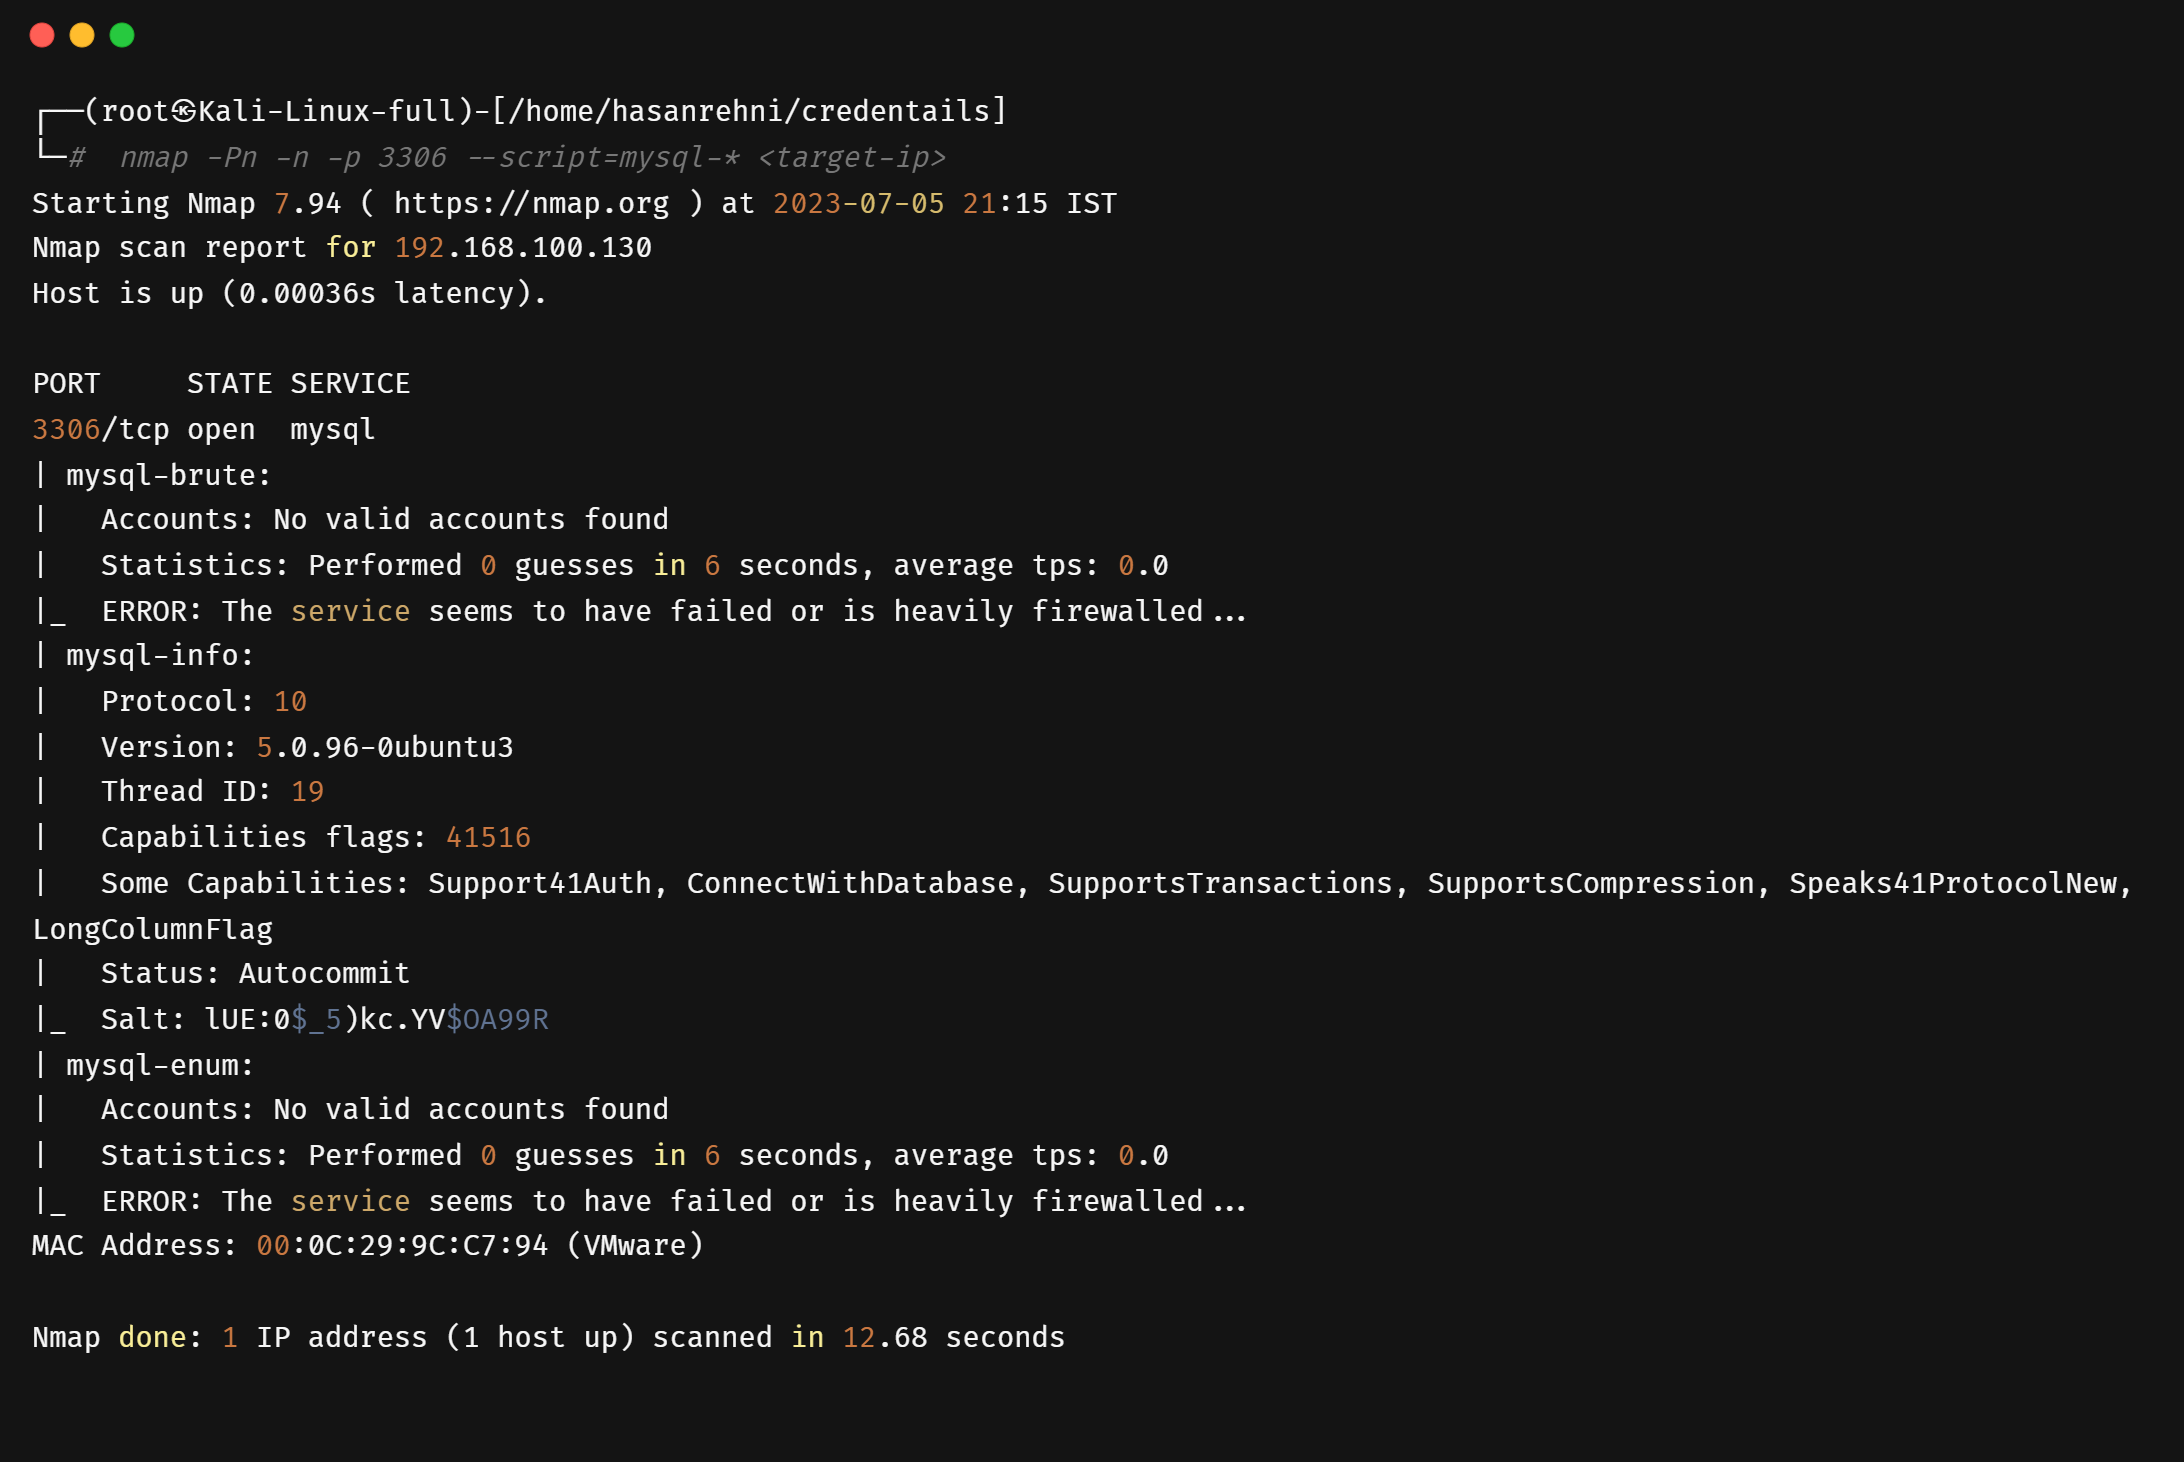 ┌──(root㉿Kali-Linux-full)-[/home/hasanrehni/credentails]
└─#  nmap -Pn -n -p 3306 --script=mysql-* <target-ip>
Starting Nmap 7.94 ( https://nmap.org ) at 2023-07-05 21:15 IST
Nmap scan report for 192.168.100.130
Host is up (0.00036s latency).

PORT     STATE SERVICE
3306/tcp open  mysql
| mysql-brute:
|   Accounts: No valid accounts found
|   Statistics: Performed 0 guesses in 6 seconds, average tps: 0.0
|_  ERROR: The service seems to have failed or is heavily firewalled...
| mysql-info:
|   Protocol: 10
|   Version: 5.0.96-0ubuntu3
|   Thread ID: 19
|   Capabilities flags: 41516
|   Some Capabilities: Support41Auth, ConnectWithDatabase, SupportsTransactions, SupportsCompression, Speaks41ProtocolNew,
LongColumnFlag
|   Status: Autocommit
|_  Salt: lUE:0$_5)kc.YV$OA99R
| mysql-enum:
|   Accounts: No valid accounts found
|   Statistics: Performed 0 guesses in 6 seconds, average tps: 0.0
|_  ERROR: The service seems to have failed or is heavily firewalled...
MAC Address: 00:0C:29:9C:C7:94 (VMware)

Nmap done: 1 IP address (1 host up) scanned in 12.68 seconds